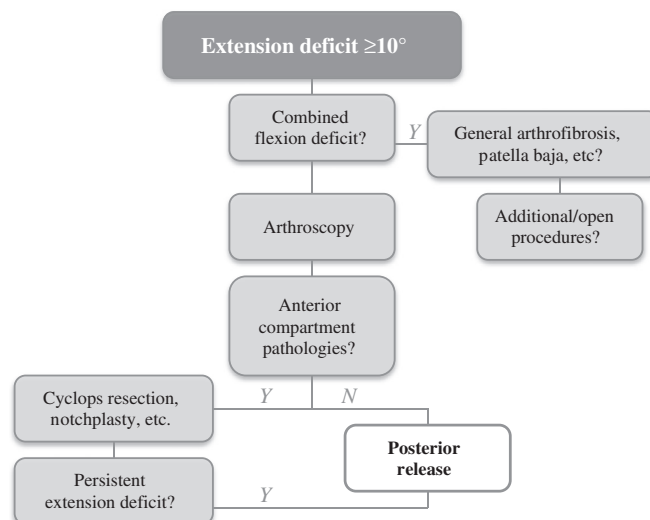 Extension deficit ≥10°
Combined
flexion deficit?
Y
General arthrofibrosis,
patella baja, etc?
Arthroscopy
Additional/open
procedures?
Anterior
compartment
pathologies?
Y
N
Cyclops resection,
notchplasty, etc.
Posterior
release
Persistent
extension deficit?
Y